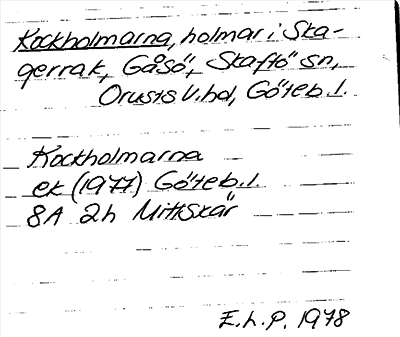 Kockholmarna, holmar i Ska-
gerrak, Gåsö, Skaftö sn,
Orusts V.hd, Göteb.l.
Kockholmarna
ek (1977) Göteb.l.
8A 2h Mittskär
E.h.P. 1978